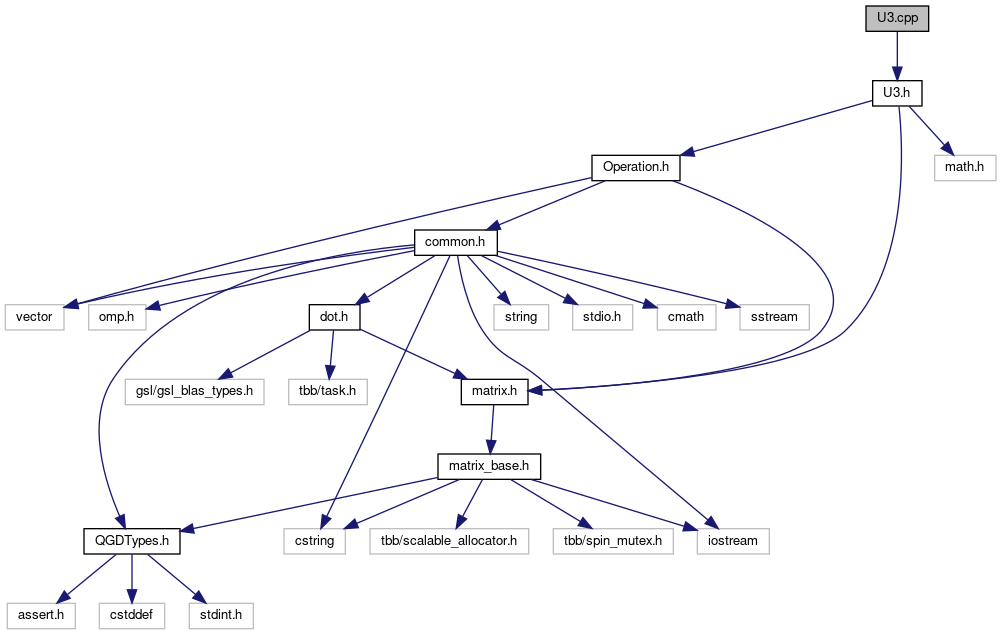 U3.cpp
U3.h
Operation.h
math.h
common.h
vector
omp.h
dot.h
string
stdio.h
cmath
sstream
gsl/gsl_blas_types.h
tbb/task.h
matrix.h
matrix_base.h
QGDTypes.h
cstring
tbb/scalable_allocator.h
tbb/spin_mutex.h
iostream
assert.h
cstddef
stdint.h